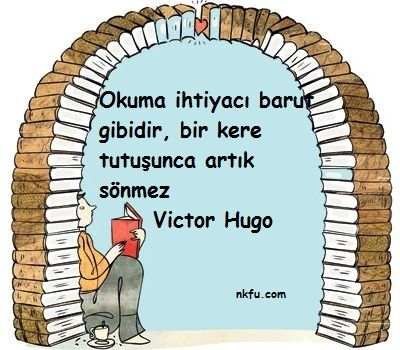 Okuma ihtiyacı barut
gibidir, bir kere
tutuşunca artık
sönmez
Victor Hugo
nkfu.com